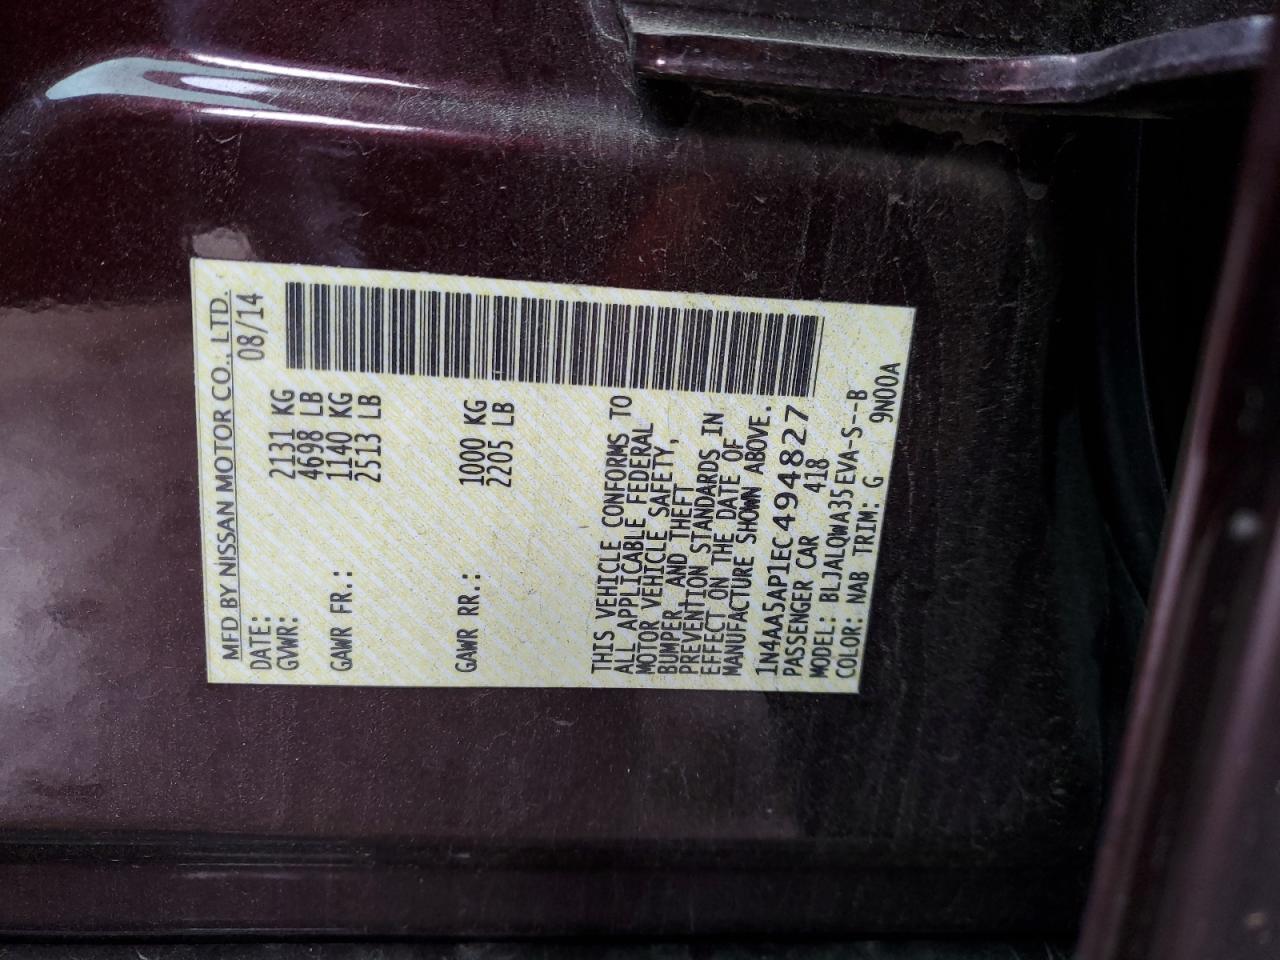 MFD BY NISSAN MOTOR CO., LTD.
DATE: 08/14
GVWR: 2131 KG
4698 LB
GAWR FR.: 1140 KG
2513 LB
GAWR RR.: 1000 KG
2205 LB
THIS VEHICLE CONFORMS TO
ALL APPLICABLE FEDERAL
MOTOR VEHICLE SAFETY,
BUMPER, AND THEFT
PREVENTION STANDARDS IN
EFFECT ON THE DATE OF
MANUFACTURE SHOWN ABOVE.
1N4AA5AP1EC494827
PASSENGER CAR 418
MODEL: BLJALQWA35EVA-S--B
COLOR: NAB TRIM: G 9N00A